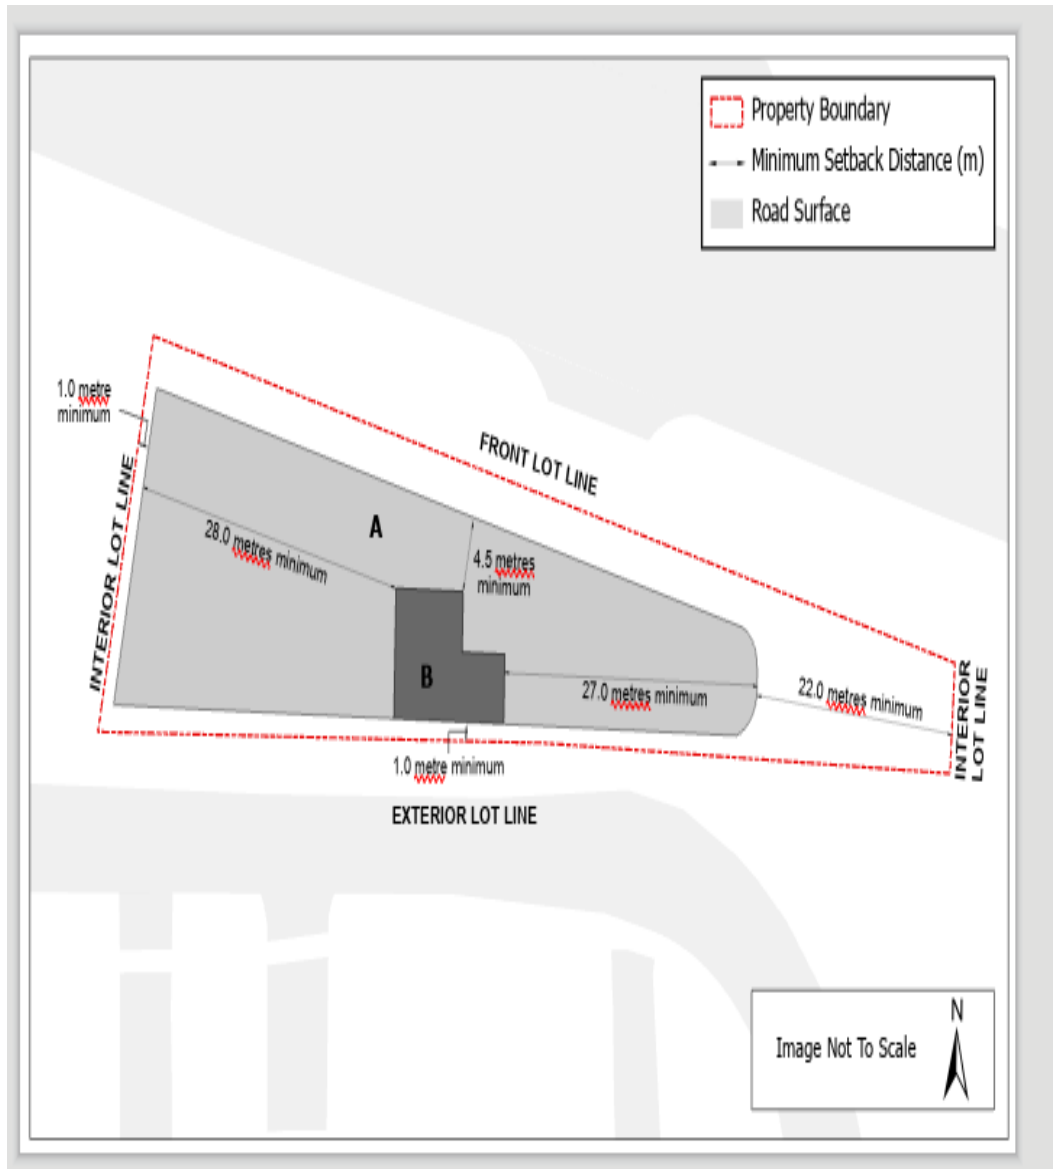 Property Boundary
Minimum Setback Distance (m)
Road Surface
1.0 metre
minimum
FRONT LOT LINE
INTERIOR LOT LINE
A
28.0 metres minimum
4.5 metres
minimum
B
27.0 metres minimum
22.0 metres minimum
INTERIOR
LOT LINE
1.0 metre minimum
EXTERIOR LOT LINE
N
Image Not To Scale